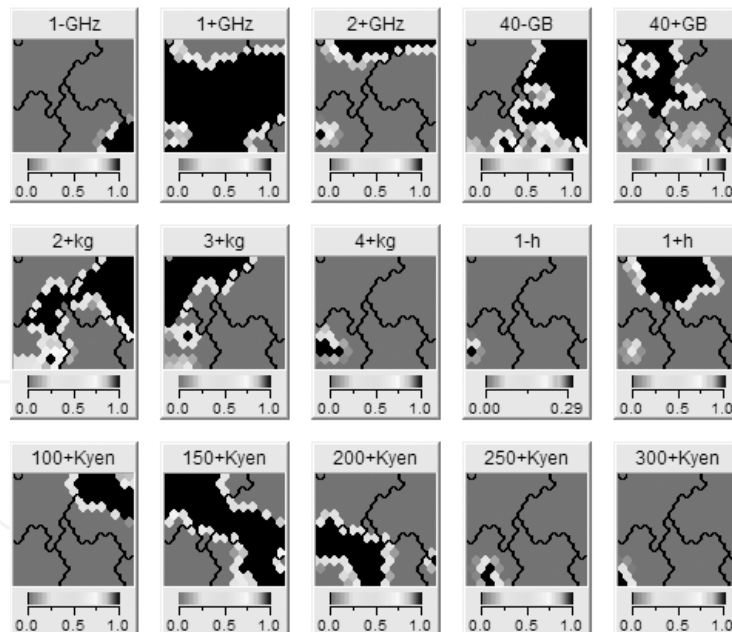 1-GHz 1+GHz 2+GHz 40-GB 40+GB
0.0 0.5 1.0 0.0 0.5 1.0 0.0 0.5 1.0 0.0 0.5 1.0 0.0 0.5 1.0
2+kg 3+kg 4+kg 1-h 1+h
0.0 0.5 1.0 0.0 0.5 1.0 0.0 0.5 1.0 0.00 0.29 0.0 0.5 1.0
100+Kyen 150+Kyen 200+Kyen 250+Kyen 300+Kyen
0.0 0.5 1.0 0.0 0.5 1.0 0.0 0.5 1.0 0.0 0.5 1.0 0.0 0.5 1.0